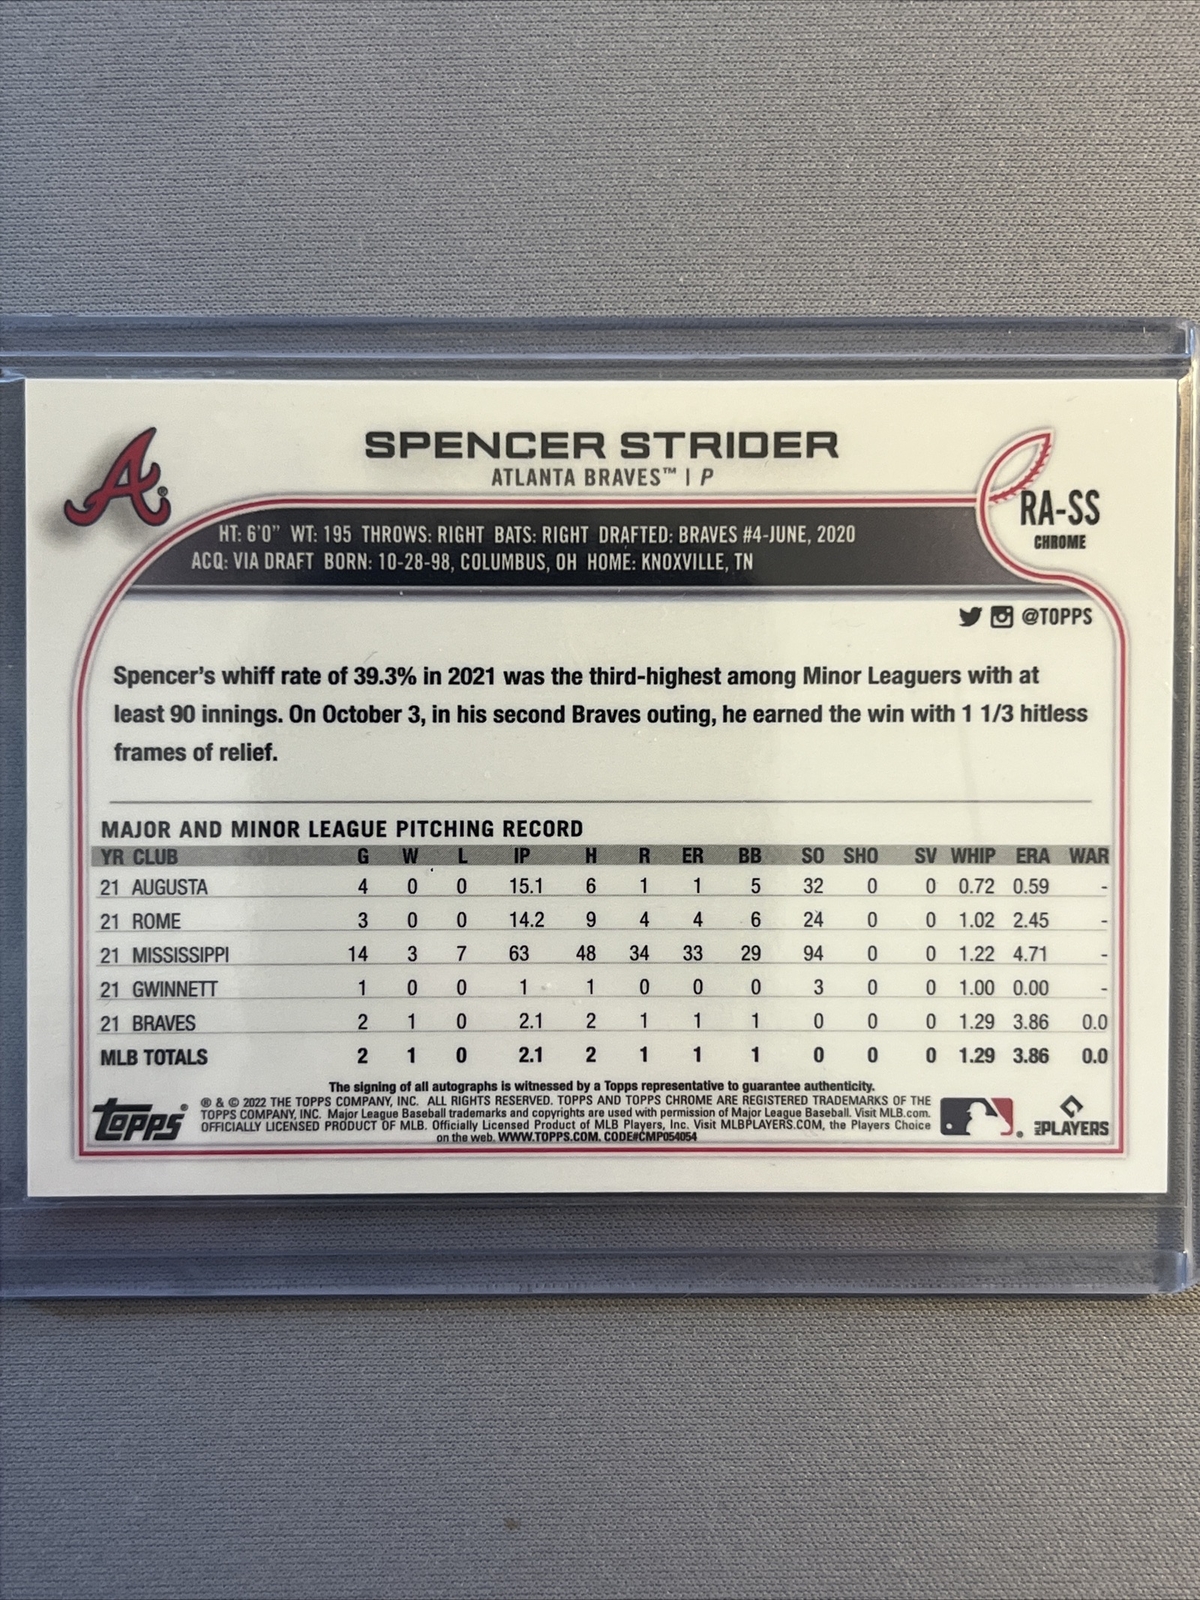 SPENCER STRIDER
ATLANTA BRAVES™ | P
A®
RA-SS
CHROME
HT: 6'0" WT: 195 THROWS: RIGHT BATS: RIGHT DRAFTED: BRAVES #4-JUNE, 2020
ACQ: VIA DRAFT BORN: 10-28-98, COLUMBUS, OH HOME: KNOXVILLE, TN
@TOPPS
Spencer's whiff rate of 39.3% in 2021 was the third-highest among Minor Leaguers with at
least 90 innings. On October 3, in his second Braves outing, he earned the win with 1 1/3 hitless
frames of relief.
MAJOR AND MINOR LEAGUE PITCHING RECORD
YR CLUB G W L IP H R ER BB SO SHO SV WHIP ERA WAR
21 AUGUSTA 4 0 0 15.1 6 1 1 5 32 0 0 0.72 0.59 -
21 ROME 3 0 0 14.2 9 4 4 6 24 0 0 1.02 2.45 -
21 MISSISSIPPI 14 3 7 63 48 34 33 29 94 0 0 1.22 4.71 -
21 GWINNETT 1 0 0 1 1 0 0 0 3 0 0 1.00 0.00 -
21 BRAVES 2 1 0 2.1 2 1 1 1 0 0 0 1.29 3.86 0.0
MLB TOTALS 2 1 0 2.1 2 1 1 1 0 0 0 1.29 3.86 0.0
The signing of all autographs is witnessed by a Topps representative to guarantee authenticity.
® & © 2022 THE TOPPS COMPANY, INC. ALL RIGHTS RESERVED. TOPPS AND TOPPS CHROME ARE REGISTERED TRADEMARKS OF THE
TOPPS COMPANY, INC. Major League Baseball trademarks and copyrights are used with permission of Major League Baseball. Visit MLB.com.
OFFICIALLY LICENSED PRODUCT OF MLB. Officially Licensed Product of MLB Players, Inc. Visit MLBPLAYERS.COM, the Players Choice
on the web. WWW.TOPPS.COM. CODE#CMP054054
Topps®
MLB PLAYERS